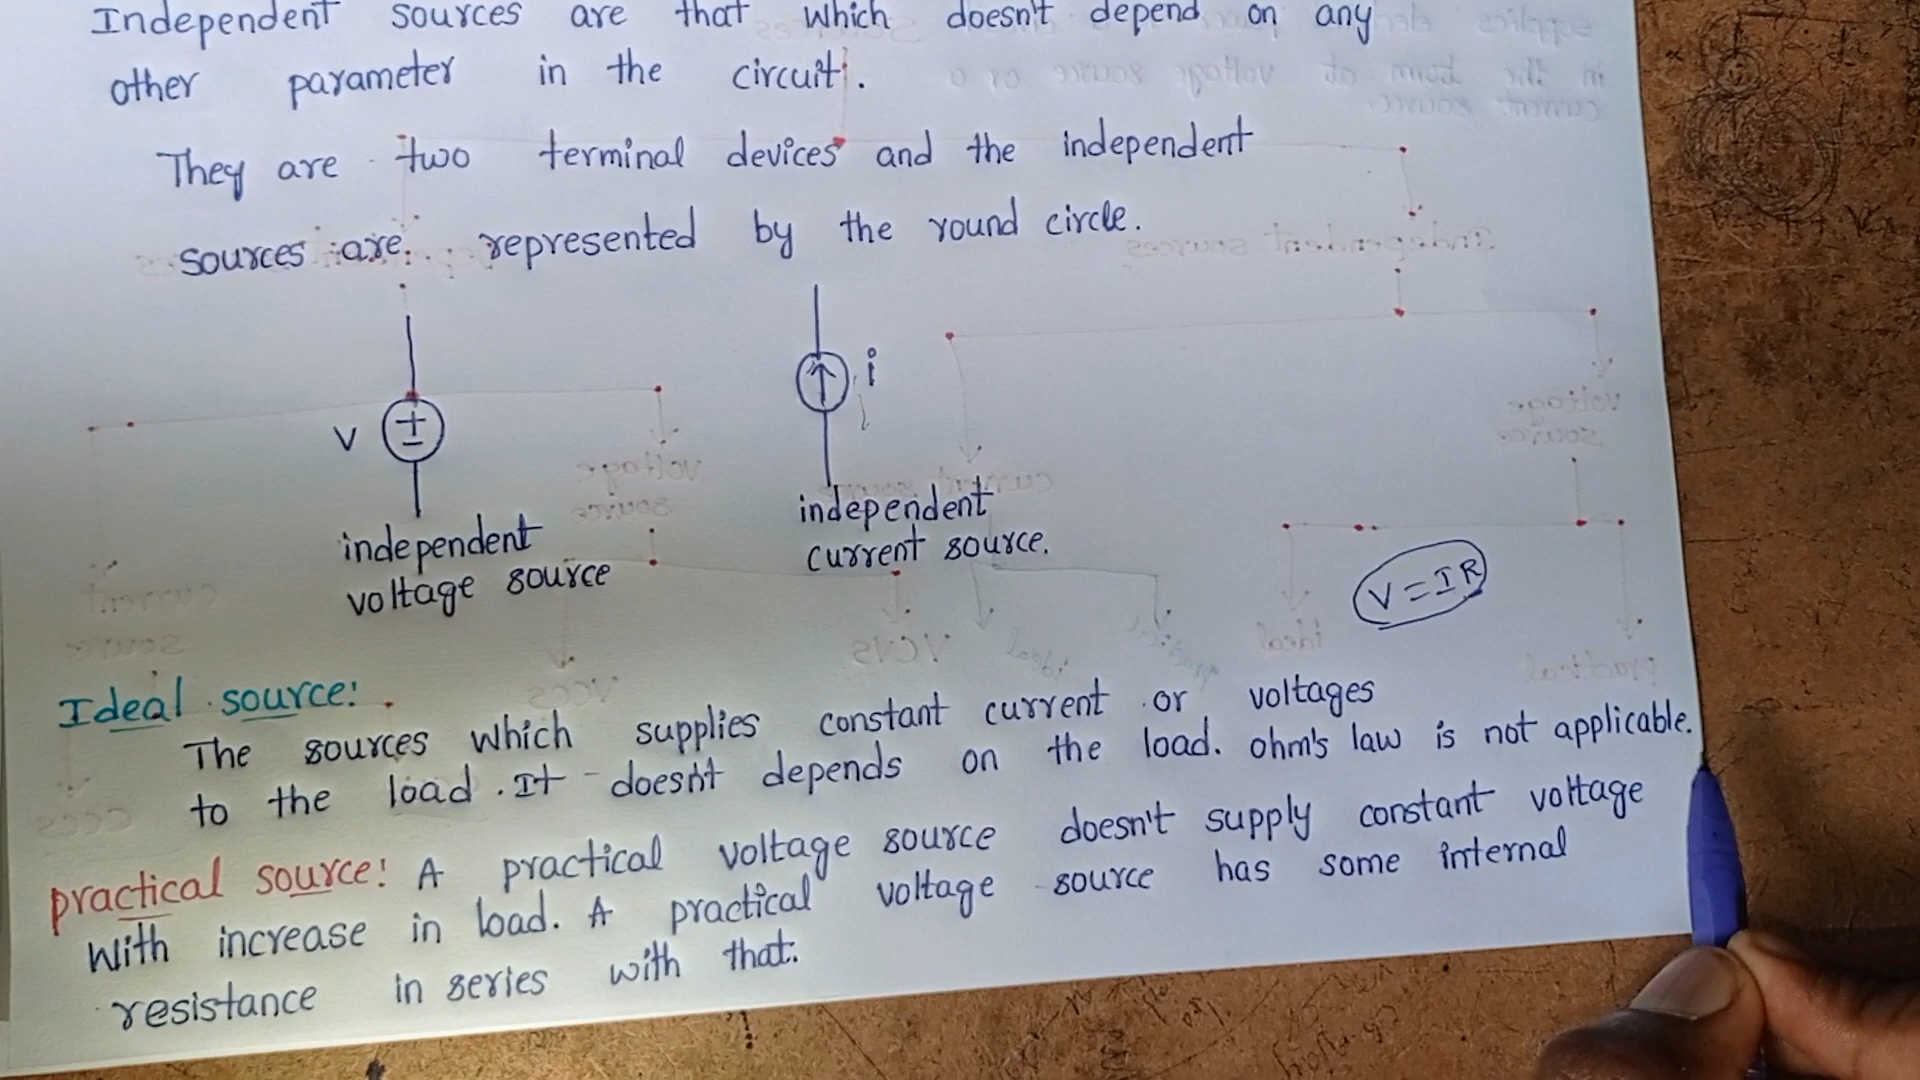 Independent sources are that which doesn't depend on any
other parameter in the circuit.
They are two terminal devices and the independent
sources are represented by the round circle.
V
+
-
i
independent
voltage source
independent
current source.
V=IR
Ideal source:
The sources which supplies constant current or voltages
to the load. It doesn't depends on the load. ohm's law is not applicable.
practical source: A practical voltage source doesn't supply constant voltage
With increase in load. A practical voltage source has some internal
resistance in series with that.